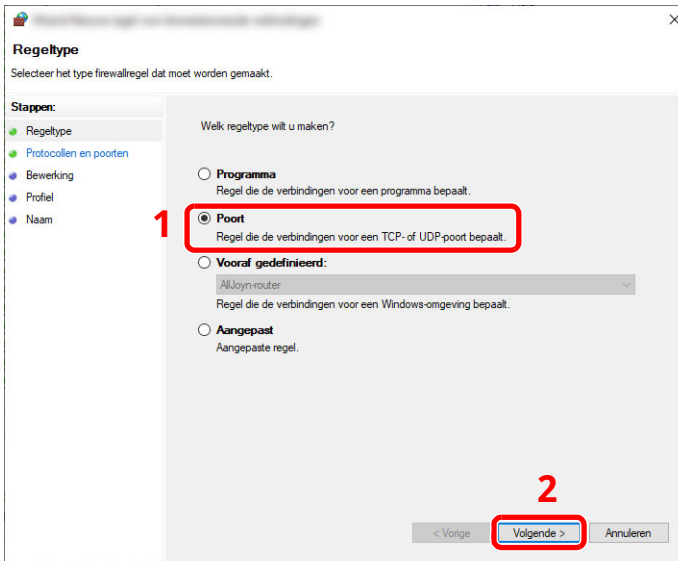 Regeltype
Selecteer het type firewallregel dat moet worden gemaakt.
Stappen:
Regeltype
Protocollen en poorten
Bewerking
Profiel
Naam
Welk regeltype wilt u maken?
Programma
Regel die de verbindingen voor een programma bepaalt.
1
Poort
Regel die de verbindingen voor een TCP- of UDP-poort bepaalt.
Vooraf gedefinieerd:
AllJoyn-router
Regel die de verbindingen voor een Windows-omgeving bepaalt.
Aangepast
Aangepaste regel.
2
< Vorige
Volgende >
Annuleren